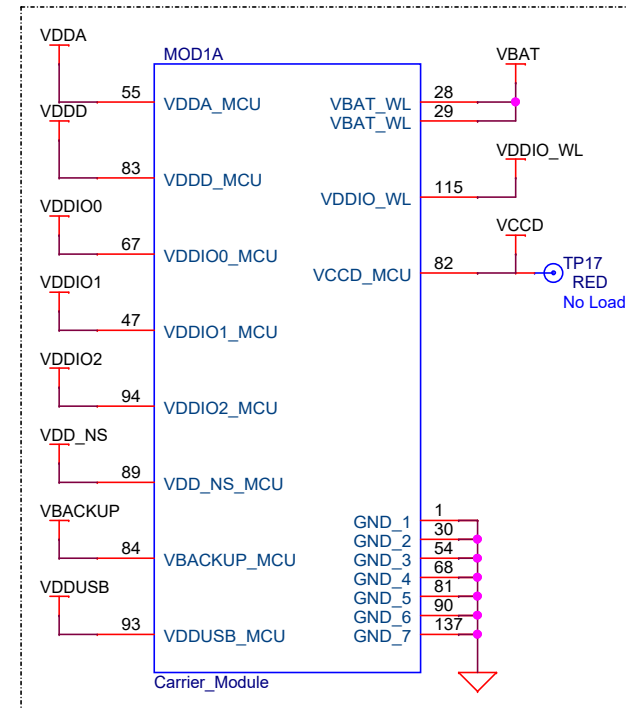 VDDA
MOD1A
VBAT
55
VDDA_MCU
VBAT_WL
28
VBAT_WL
29
VDDD
83
VDDD_MCU
VDDIO_WL
VDDIO_WL
115
VDDIO0
67
VDDIO0_MCU
VCCD
VCCD_MCU
82
TP17
RED
No Load
VDDIO1
47
VDDIO1_MCU
VDDIO2
94
VDDIO2_MCU
VDD_NS
89
VDD_NS_MCU
VBACKUP
84
VBACKUP_MCU
VDDUSB
93
VDDUSB_MCU
GND_1
1
GND_2
30
GND_3
54
GND_4
68
GND_5
81
GND_6
90
GND_7
137
Carrier_Module